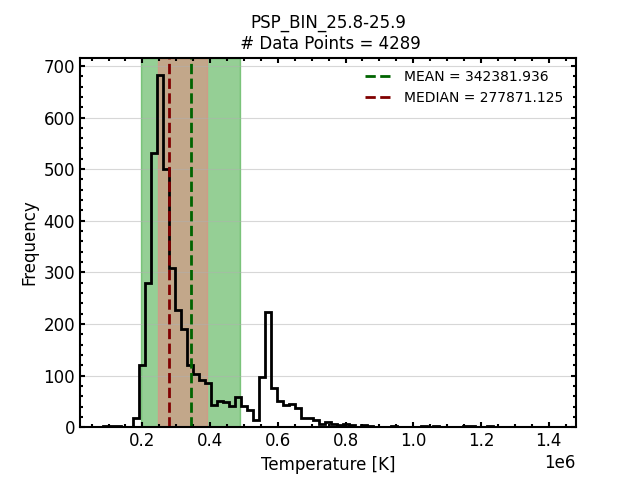 PSP_BIN_25.8-25.9
# Data Points = 4289
MEAN = 342381.936
MEDIAN = 277871.125
700
600
500
400
300
200
100
0
Frequency
0.2 0.4 0.6 0.8 1.0 1.2 1.4
1e6
Temperature [K]